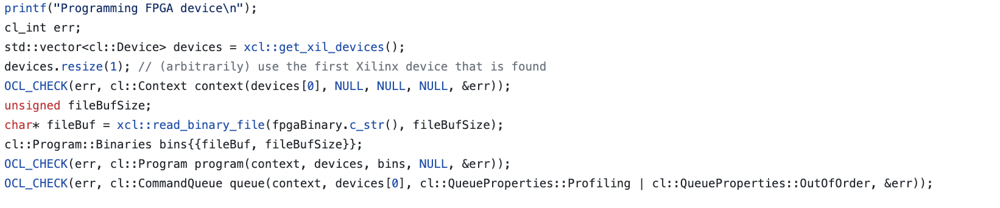 printf("Programming FPGA device\n");
cl_int err;
std::vector<cl::Device> devices = xcl::get_xil_devices();
devices.resize(1); // (arbitrarily) use the first Xilinx device that is found
OCL_CHECK(err, cl::Context context(devices[0], NULL, NULL, NULL, &err));
unsigned fileBufSize;
char* fileBuf = xcl::read_binary_file(fpgaBinary.c_str(), fileBufSize);
cl::Program::Binaries bins{{fileBuf, fileBufSize}};
OCL_CHECK(err, cl::Program program(context, devices, bins, NULL, &err));
OCL_CHECK(err, cl::CommandQueue queue(context, devices[0], cl::QueueProperties::Profiling | cl::QueueProperties::OutOfOrder, &err));